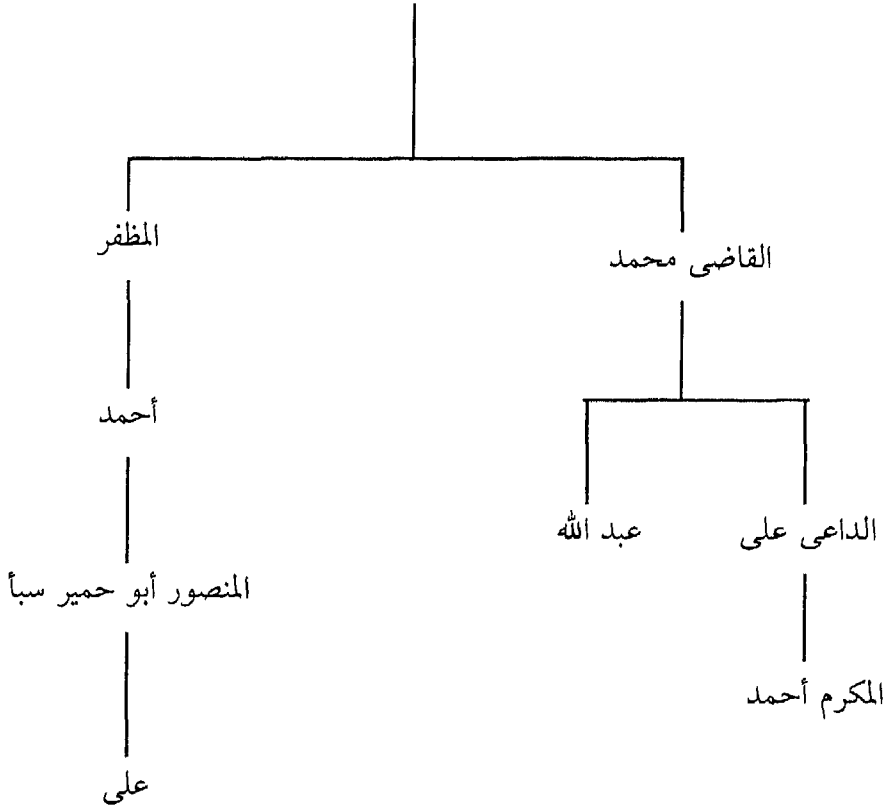 المظفر
القاضى محمد
أحمد
عبد الله
الداعى على
المنصور أبو حمير سبأ
المكرم أحمد
على